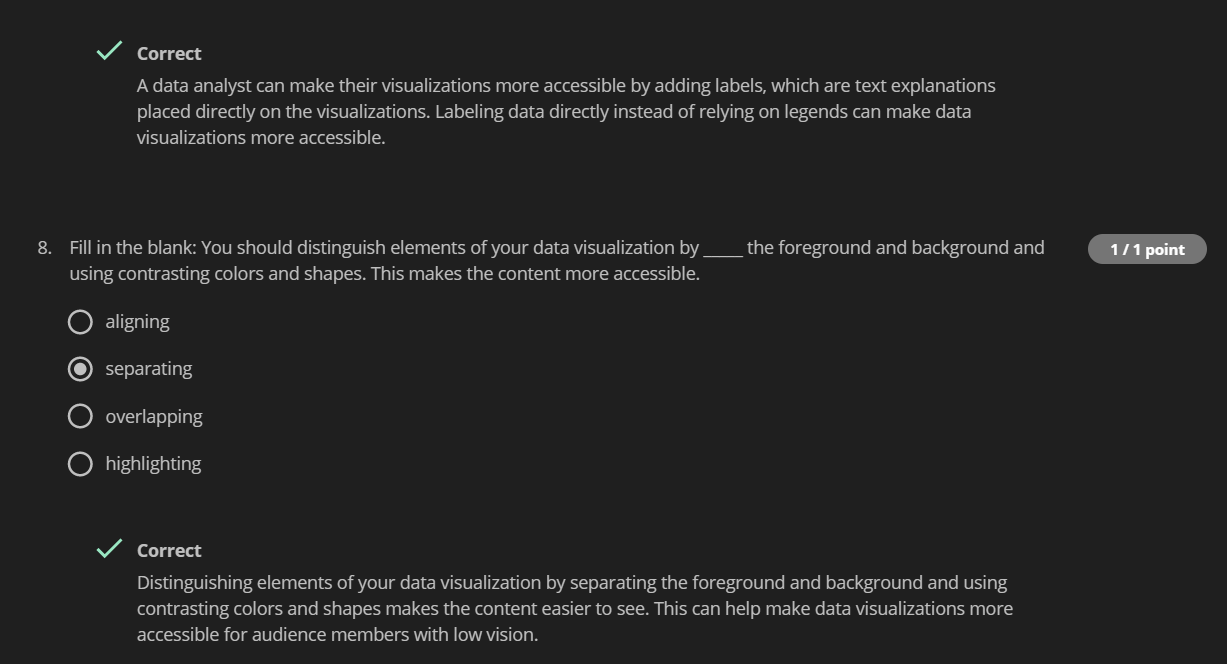 Correct
A data analyst can make their visualizations more accessible by adding labels, which are text explanations
placed directly on the visualizations. Labeling data directly instead of relying on legends can make data
visualizations more accessible.
8. Fill in the blank: You should distinguish elements of your data visualization by _____ the foreground and background and
1 / 1 point
using contrasting colors and shapes. This makes the content more accessible.
aligning
separating
overlapping
highlighting
Correct
Distinguishing elements of your data visualization by separating the foreground and background and using
contrasting colors and shapes makes the content easier to see. This can help make data visualizations more
accessible for audience members with low vision.